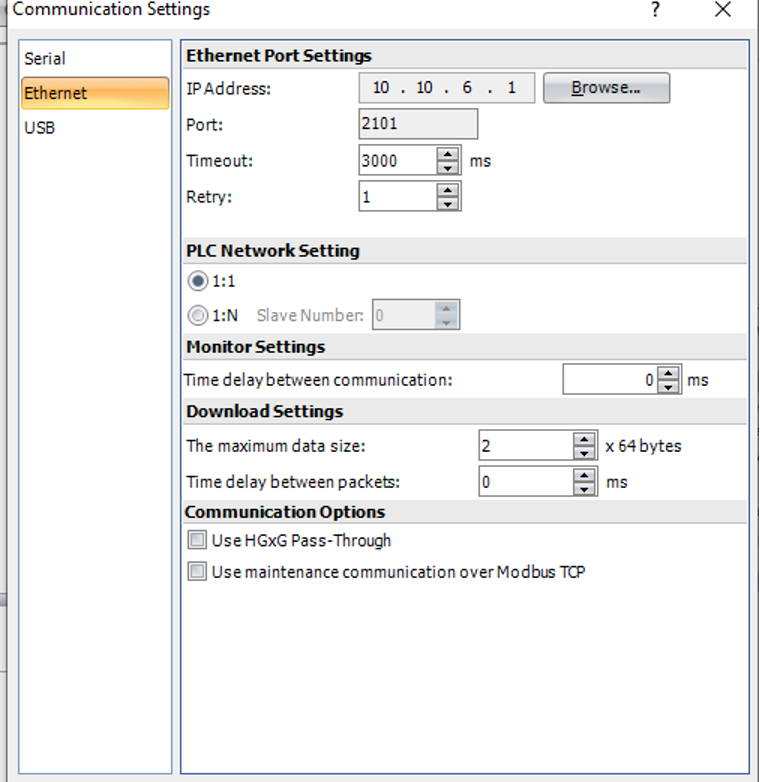 Communication Settings
?
Serial
Ethernet
USB
Ethernet Port Settings
IP Address: 10 . 10 . 6 . 1 Browse...
Port: 2101
Timeout: 3000 ms
Retry: 1
PLC Network Setting
1:1
1:N Slave Number: 0
Monitor Settings
Time delay between communication: 0 ms
Download Settings
The maximum data size: 2 x 64 bytes
Time delay between packets: 0 ms
Communication Options
Use HGxG Pass-Through
Use maintenance communication over Modbus TCP